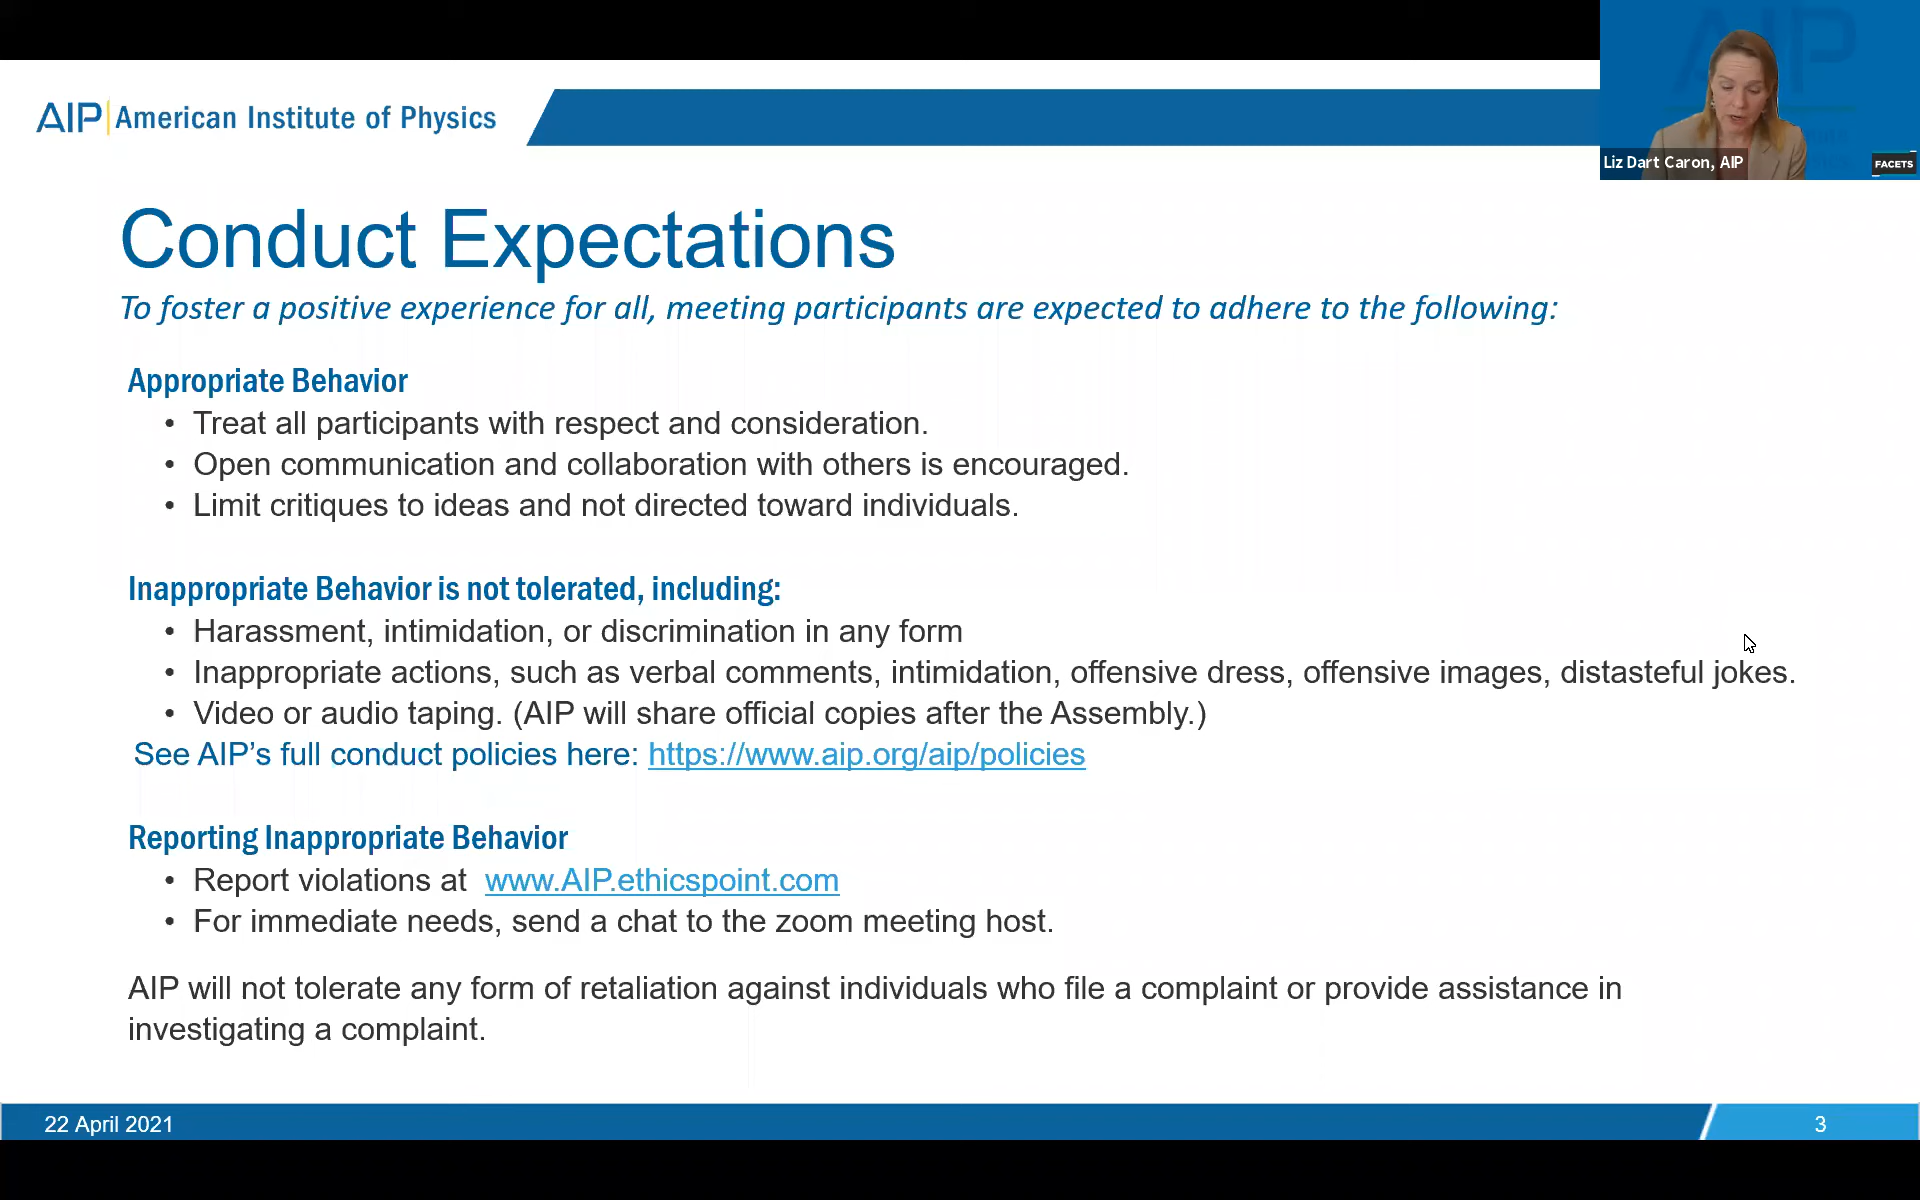 AIP American Institute of Physics
AIP
Liz Dart Caron, AIP
FACETS
Conduct Expectations
To foster a positive experience for all, meeting participants are expected to adhere to the following:
Appropriate Behavior
• Treat all participants with respect and consideration.
• Open communication and collaboration with others is encouraged.
• Limit critiques to ideas and not directed toward individuals.
Inappropriate Behavior is not tolerated, including:
• Harassment, intimidation, or discrimination in any form
• Inappropriate actions, such as verbal comments, intimidation, offensive dress, offensive images, distasteful jokes.
• Video or audio taping. (AIP will share official copies after the Assembly.)
See AIP’s full conduct policies here: https://www.aip.org/aip/policies
Reporting Inappropriate Behavior
• Report violations at www.AIP.ethicspoint.com
• For immediate needs, send a chat to the zoom meeting host.
AIP will not tolerate any form of retaliation against individuals who file a complaint or provide assistance in
investigating a complaint.
22 April 2021
3